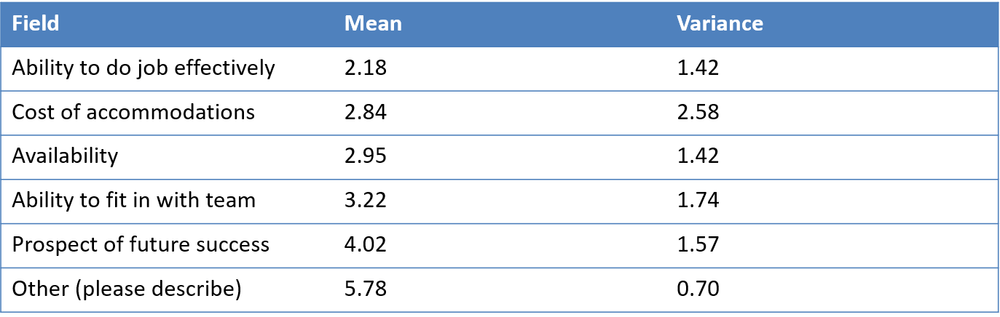 Field Mean Variance
Ability to do job effectively 2.18 1.42
Cost of accommodations 2.84 2.58
Availability 2.95 1.42
Ability to fit in with team 3.22 1.74
Prospect of future success 4.02 1.57
Other (please describe) 5.78 0.70